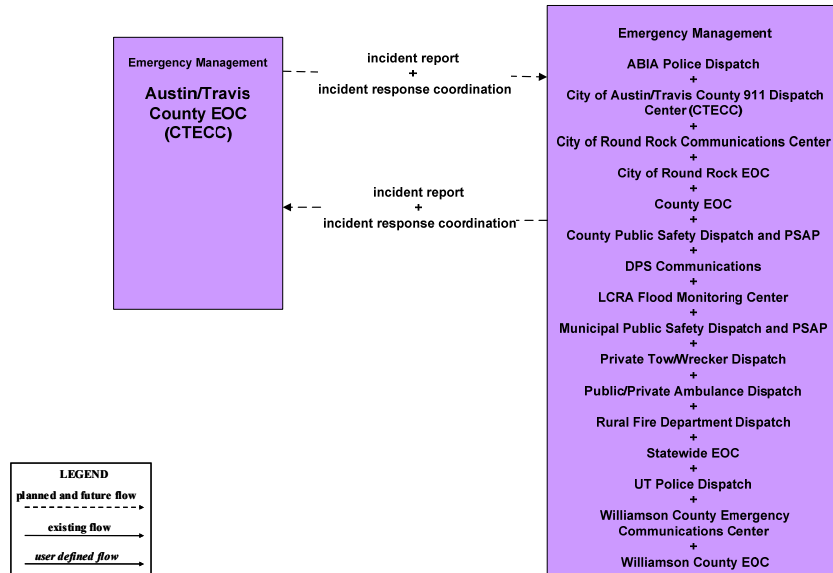 Emergency Management
Austin/Travis
County EOC
(CTECC)
incident report
+
incident response coordination
incident report
+
incident response coordination
Emergency Management
ABIA Police Dispatch
+
City of Austin/Travis County 911 Dispatch
Center (CTECC)
+
City of Round Rock Communications Center
+
City of Round Rock EOC
+
County EOC
+
County Public Safety Dispatch and PSAP
+
DPS Communications
+
LCRA Flood Monitoring Center
+
Municipal Public Safety Dispatch and PSAP
+
Private Tow/Wrecker Dispatch
+
Public/Private Ambulance Dispatch
+
Rural Fire Department Dispatch
+
Statewide EOC
+
UT Police Dispatch
+
Williamson County Emergency
Communications Center
+
Williamson County EOC
LEGEND
planned and future flow
existing flow
user defined flow